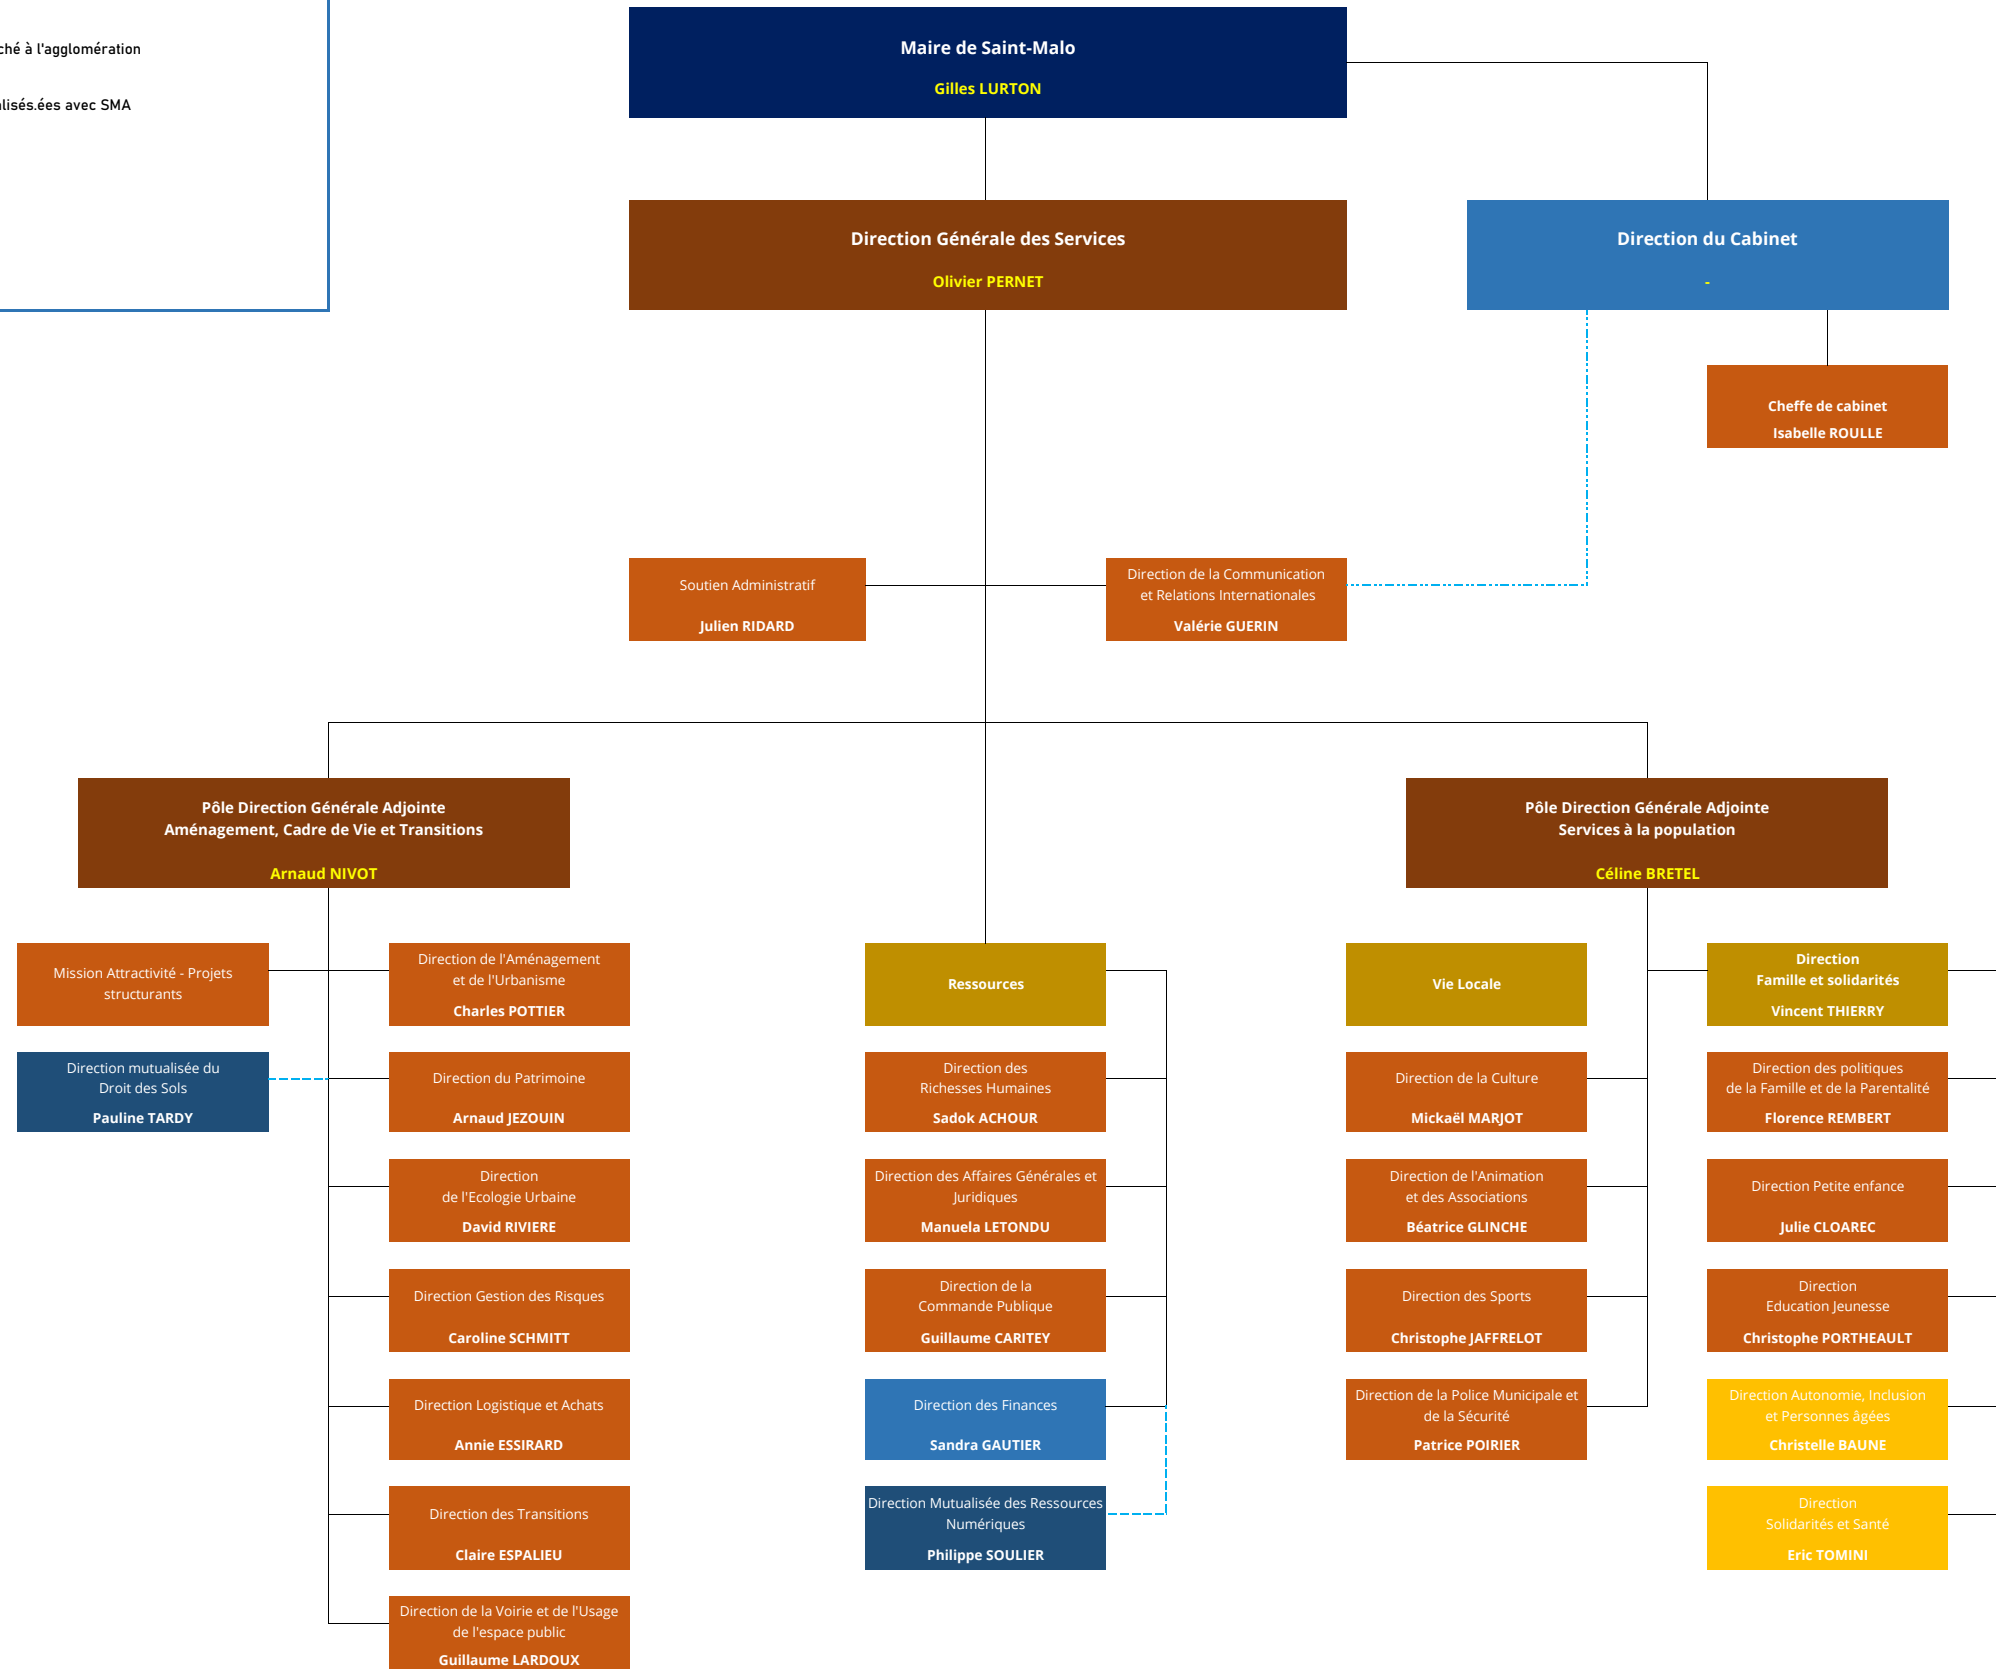 ché à l'agglomération
lisés.ées avec SMA
Maire de Saint-Malo
Gilles LURTON
Direction Générale des Services
Olivier PERNET
Direction du Cabinet
-
Cheffe de cabinet
Isabelle ROULLE
Soutien Administratif
Julien RIDARD
Direction de la Communication
et Relations Internationales
Valérie GUERIN
Pôle Direction Générale Adjointe
Aménagement, Cadre de Vie et Transitions
Arnaud NIVOT
Pôle Direction Générale Adjointe
Services à la population
Céline BRETEL
Mission Attractivité - Projets
structurants
Direction mutualisée du
Droit des Sols
Pauline TARDY
Direction de l'Aménagement
et de l'Urbanisme
Charles POTTIER
Direction du Patrimoine
Arnaud JEZOUIN
Direction
de l'Ecologie Urbaine
David RIVIERE
Direction Gestion des Risques
Caroline SCHMITT
Direction Logistique et Achats
Annie ESSIRARD
Direction des Transitions
Claire ESPALIEU
Direction de la Voirie et de l'Usage
de l'espace public
Guillaume LARDOUX
Ressources
Direction des
Richesses Humaines
Sadok ACHOUR
Direction des Affaires Générales et
Juridiques
Manuela LETONDU
Direction de la
Commande Publique
Guillaume CARITEY
Direction des Finances
Sandra GAUTIER
Direction Mutualisée des Ressources
Numériques
Philippe SOULIER
Vie Locale
Direction de la Culture
Mickaël MARJOT
Direction de l'Animation
et des Associations
Béatrice GLINCHE
Direction des Sports
Christophe JAFFRELOT
Direction de la Police Municipale et
de la Sécurité
Patrice POIRIER
Direction
Famille et solidarités
Vincent THIERRY
Direction des politiques
de la Famille et de la Parentalité
Florence REMBERT
Direction Petite enfance
Julie CLOAREC
Direction
Education Jeunesse
Christophe PORTHEAULT
Direction Autonomie, Inclusion
et Personnes âgées
Christelle BAUNE
Direction
Solidarités et Santé
Eric TOMINI